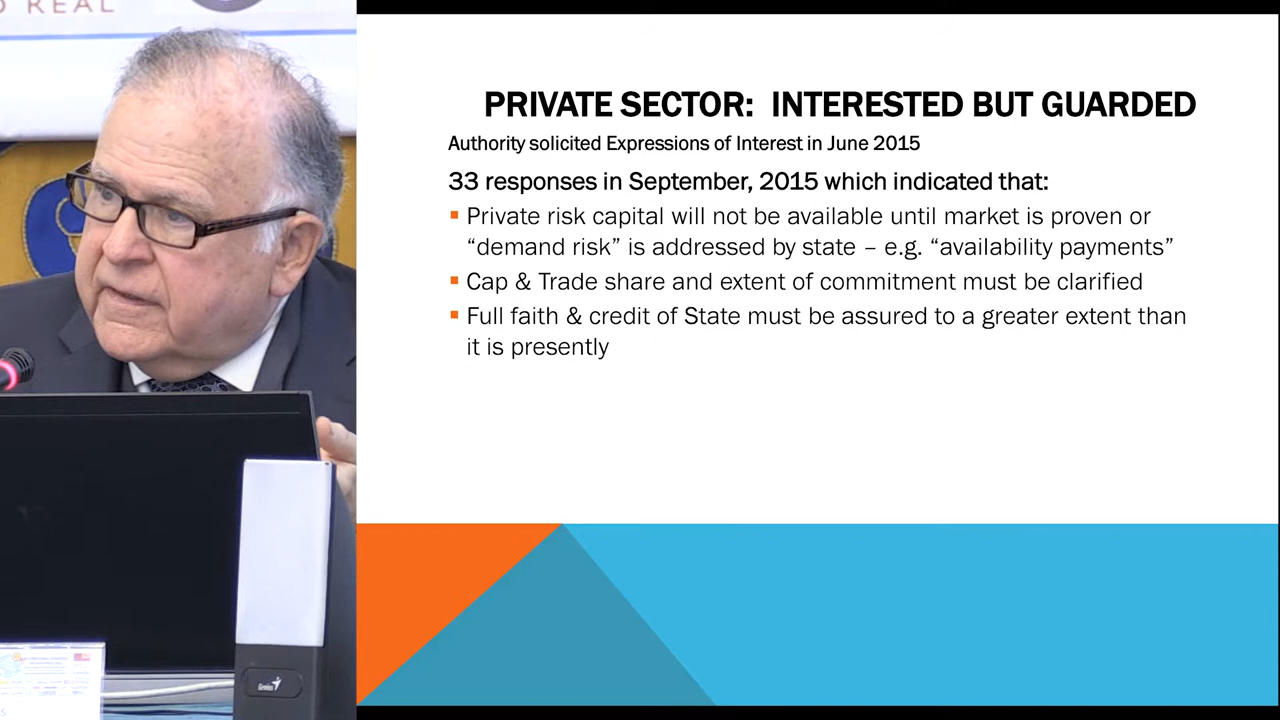 REAL
PRIVATE SECTOR: INTERESTED BUT GUARDED
Authority solicited Expressions of Interest in June 2015
33 responses in September, 2015 which indicated that:
Private risk capital will not be available until market is proven or
“demand risk” is addressed by state – e.g. “availability payments”
Cap & Trade share and extent of commitment must be clarified
Full faith & credit of State must be assured to a greater extent than
it is presently
Genius